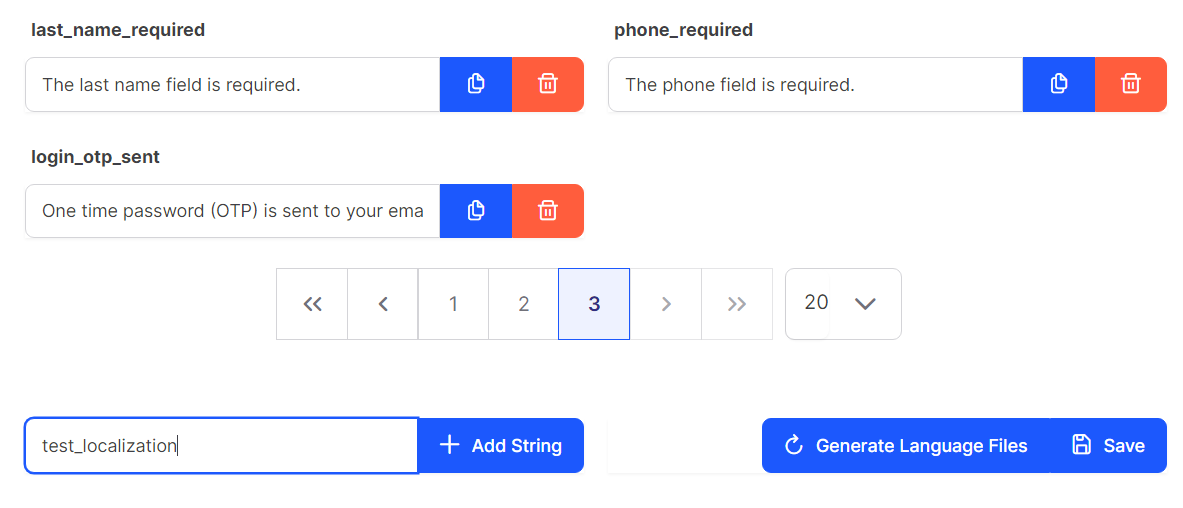 last_name_required
phone_required
The last name field is required.
The phone field is required.
login_otp_sent
One time password (OTP) is sent to your ema
1 2 3 20
test_localization
Add String
Generate Language Files
Save